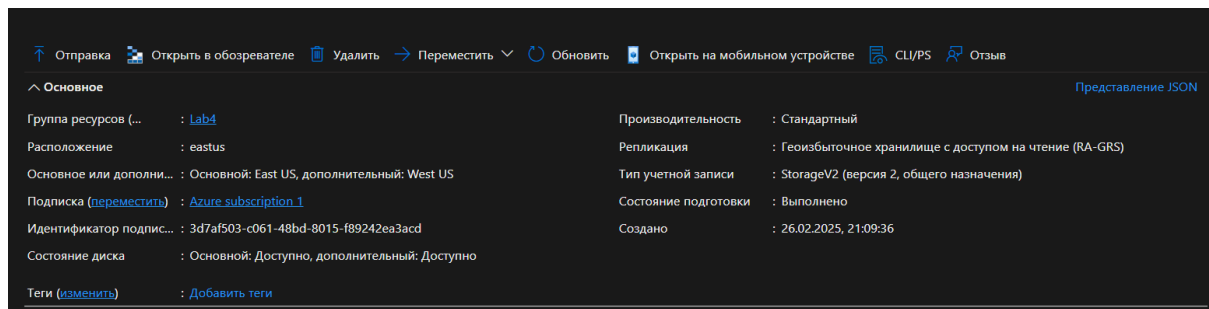 Отправка Открыть в обозревателе Удалить Переместить Обновить Открыть на мобильном устройстве CLI/PS Отзыв
Основное Представление JSON
Группа ресурсов (... : Lab4 Производительность : Стандартный
Расположение : eastus Репликация : Геоизбыточное хранилище с доступом на чтение (RA-GRS)
Основное или дополни... : Основной: East US, дополнительный: West US Тип учетной записи : StorageV2 (версия 2, общего назначения)
Подписка (переместить) : Azure subscription 1 Состояние подготовки : Выполнено
Идентификатор подпис... : 3d7af503-c061-48bd-8015-f89242ea3acd Создано : 26.02.2025, 21:09:36
Состояние диска : Основной: Доступно, дополнительный: Доступно
Теги (изменить) : Добавить теги